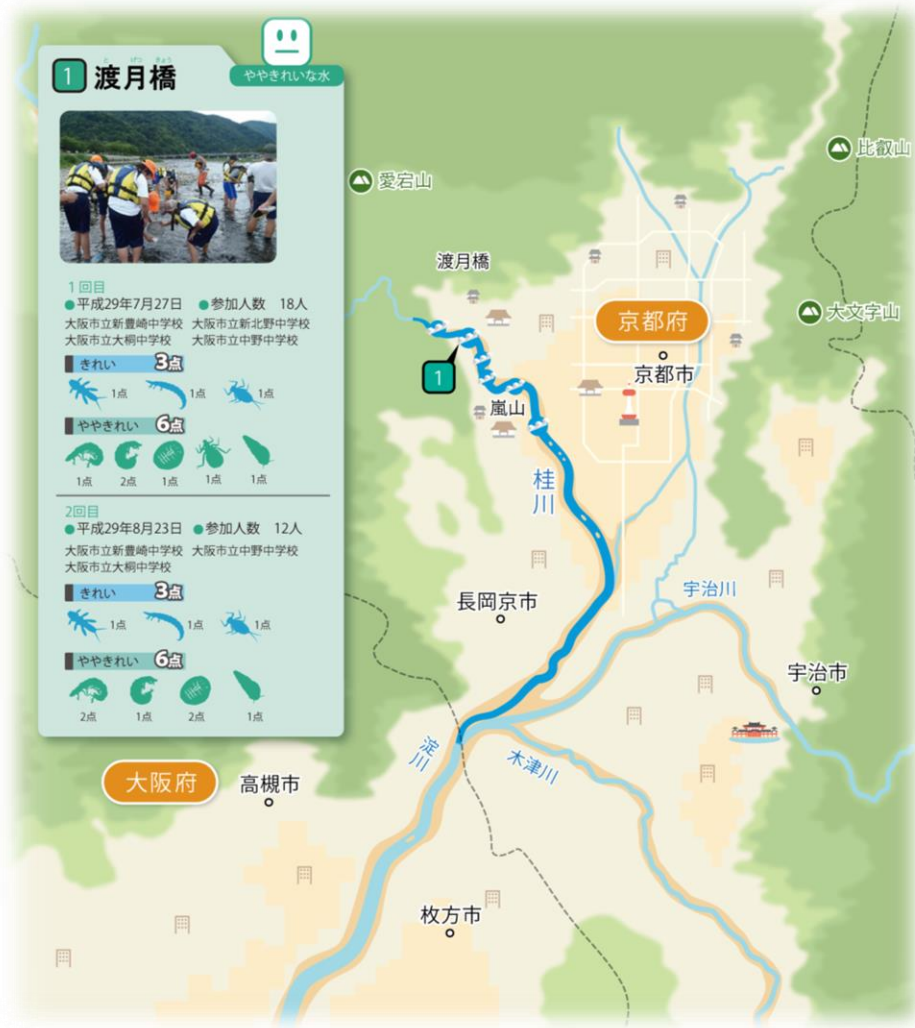 1 渡月橋
と げつ きょう
ややきれいな水
1回目
●平成29年7月27日 ●参加人数 18人
大阪市立新豊崎中学校 大阪市立新北野中学校
大阪市立大桐中学校 大阪市立中野中学校
きれい 3点
1点 1点 1点
ややきれい 6点
1点 2点 1点 1点 1点
2回目
●平成29年8月23日 ●参加人数 12人
大阪市立新豊崎中学校 大阪市立中野中学校
大阪市立大桐中学校
きれい 3点
1点 1点 1点
ややきれい 6点
2点 1点 2点 1点
比叡山
愛宕山
渡月橋
大文字山
京都府
京都市
1
嵐山
桂川
宇治川
長岡京市
宇治市
淀川
木津川
大阪府
高槻市
枚方市